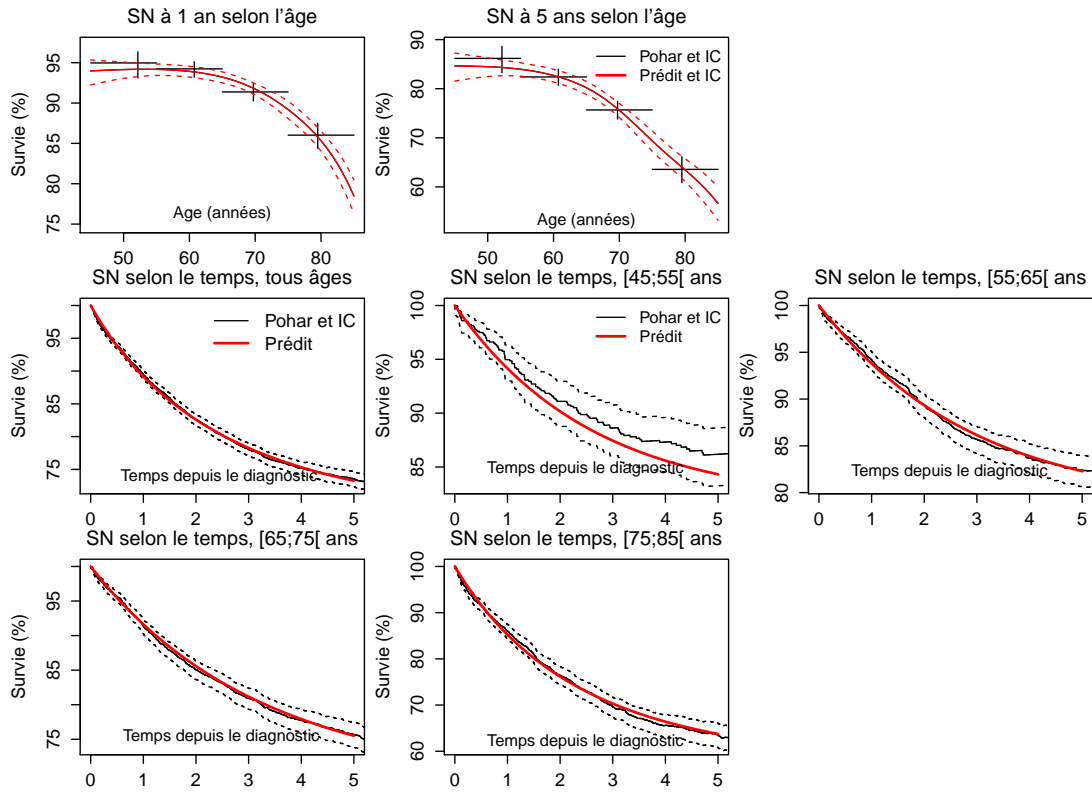 SN à 1 an selon l'âge
Survie (%)
75 80 85 90 95
Age (années)
50 60 70 80
SN à 5 ans selon l'âge
Survie (%)
60 70 80 90
Pohar et IC
Prédit et IC
Age (années)
50 60 70 80
SN selon le temps, tous âges
Survie (%)
75 85 95
Pohar et IC
Prédit
Temps depuis le diagnostic
0 1 2 3 4 5
SN selon le temps, [45;55[ ans
Survie (%)
85 90 95 100
Pohar et IC
Prédit
Temps depuis le diagnostic
0 1 2 3 4 5
SN selon le temps, [55;65[ ans
Survie (%)
80 85 90 95 100
Temps depuis le diagnostic
0 1 2 3 4 5
SN selon le temps, [65;75[ ans
Survie (%)
75 85 95
Temps depuis le diagnostic
0 1 2 3 4 5
SN selon le temps, [75;85[ ans
Survie (%)
60 70 80 90 100
Temps depuis le diagnostic
0 1 2 3 4 5